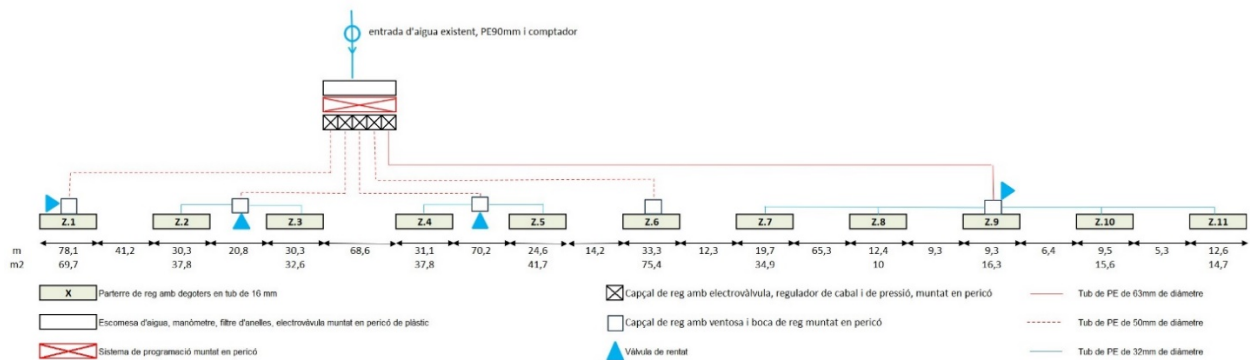 entrada d'aigua existent, PE90mm i comptador
Z.1 Z.2 Z.3 Z.4 Z.5 Z.6 Z.7 Z.8 Z.9 Z.10 Z.11
m 78,1 41,2 30,3 20,8 30,3 68,6 31,1 70,2 24,6 14,2 33,3 12,3 19,7 65,3 12,4 9,3 9,3 6,4 9,5 5,3 12,6
m2 69,7 37,8 32,6 37,8 41,7 75,4 34,9 10 16,3 15,6 14,7
X Parterre de reg amb degoters en tub de 16 mm
Escomesa d'aigua, manòmetre, filtre d'anelles, electrovàvula muntat en pericó de plàstic
Sistema de programació muntat en pericó
Capçal de reg amb electrovàlvula, regulador de cabal i de pressió, muntat en pericó
Capçal de reg amb ventosa i boca de reg muntat en pericó
Vàlvula de rentat
Tub de PE de 63mm de diàmetre
Tub de PE de 50mm de diàmetre
Tub de PE de 32mm de diàmetre